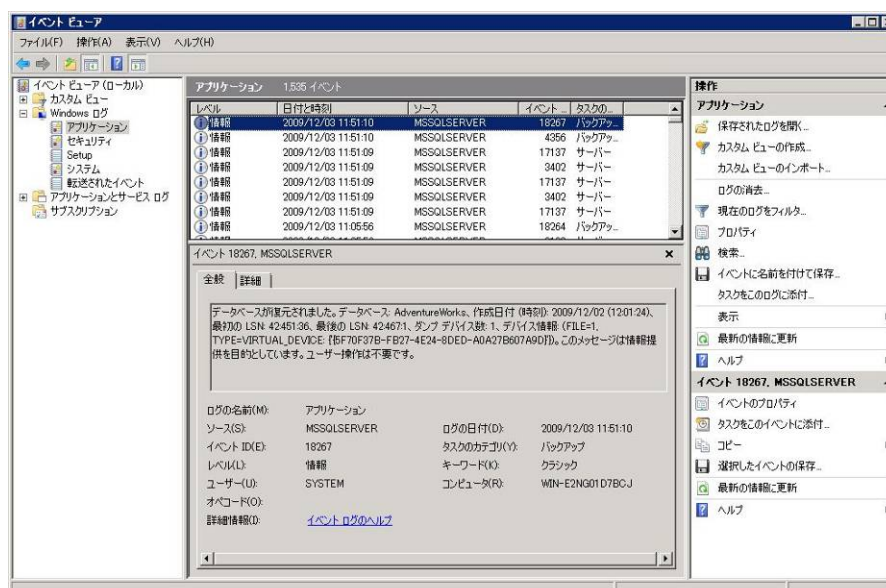 イベント ビューア
ファイル(F) 操作(A) 表示(V) ヘルプ(H)
イベント ビューア (ローカル)
カスタム ビュー
Windows ログ
アプリケーション
セキュリティ
Setup
システム
転送されたイベント
アプリケーションとサービス ログ
サブスクリプション
アプリケーション 1,535 イベント
レベル 日付と時刻 ソース イベント... タスクの...
情報 2009/12/03 11:51:10 MSSQLSERVER 18267 バックアッ...
情報 2009/12/03 11:51:10 MSSQLSERVER 4356 バックアッ...
情報 2009/12/03 11:51:09 MSSQLSERVER 17137 サーバー
情報 2009/12/03 11:51:09 MSSQLSERVER 3402 サーバー
情報 2009/12/03 11:51:09 MSSQLSERVER 17137 サーバー
情報 2009/12/03 11:51:09 MSSQLSERVER 3402 サーバー
情報 2009/12/03 11:51:09 MSSQLSERVER 17137 サーバー
情報 2009/12/03 11:05:56 MSSQLSERVER 18264 バックアッ...
イベント 18267, MSSQLSERVER
全般 詳細
データベースが復元されました。データベース: AdventureWorks、作成日付 (時刻): 2009/12/02 (12:01:24)、
最初の LSN: 42451:36、最後の LSN: 42467:1、ダンプ デバイス数: 1、デバイス情報: (FILE=1,
TYPE=VIRTUAL_DEVICE: {'{5F70F37B-FB27-4E24-8DED-A0A27B607A9D}'})。このメッセージは情報提
供を目的としています。ユーザー操作は不要です。
ログの名前(M): アプリケーション
ソース(S): MSSQLSERVER ログの日付(D): 2009/12/03 11:51:10
イベント ID(E): 18267 タスクのカテゴリ(Y): バックアップ
レベル(L): 情報 キーワード(K): クラシック
ユーザー(U): SYSTEM コンピュータ(R): WIN-E2NG01D7BCJ
オペコード(O):
詳細情報(I): イベント ログのヘルプ
操作
アプリケーション
保存されたログを開く...
カスタム ビューの作成...
カスタム ビューのインポート...
ログの消去...
現在のログをフィルタ...
プロパティ
検索...
イベントに名前を付けて保存...
タスクをこのログに添付...
表示
最新の情報に更新
ヘルプ
イベント 18267, MSSQLSERVER
イベントのプロパティ
タスクをこのイベントに添付...
コピー
選択したイベントの保存...
最新の情報に更新
ヘルプ